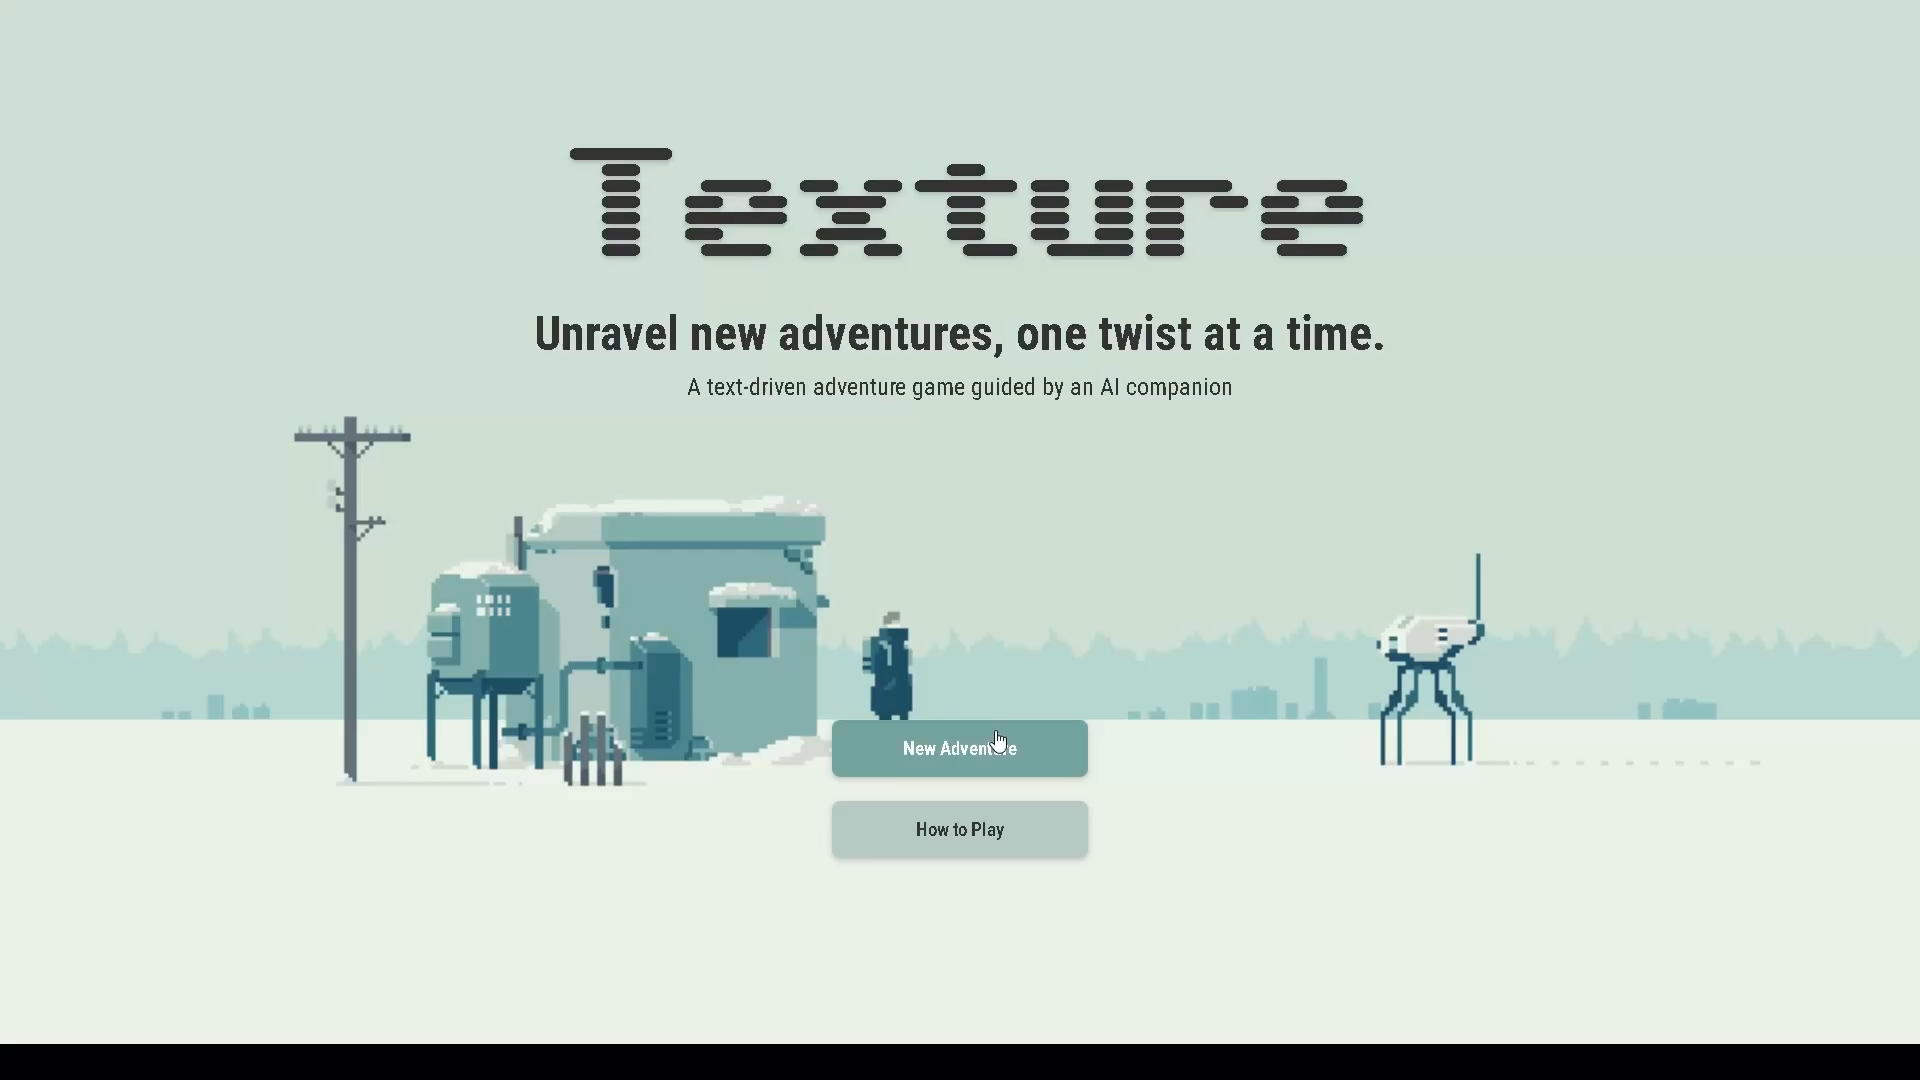 Texture
Unravel new adventures, one twist at a time.
A text-driven adventure game guided by an AI companion
New Adventure
How to Play